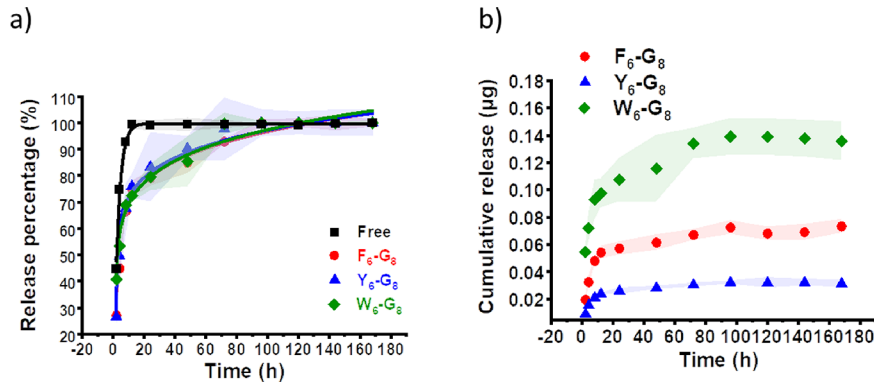 a)
Release percentage (%)
110
100
90
80
70
60
50
40
30
20
-20 0 20 40 60 80 100 120 140 160 180
Time (h)
Free
F₆-G₈
Y₆-G₈
W₆-G₈
b)
F₆-G₈
Y₆-G₈
W₆-G₈
Cumulative release (µg)
0.18
0.16
0.14
0.12
0.10
0.08
0.06
0.04
0.02
-20 0 20 40 60 80 100 120 140 160 180
Time (h)